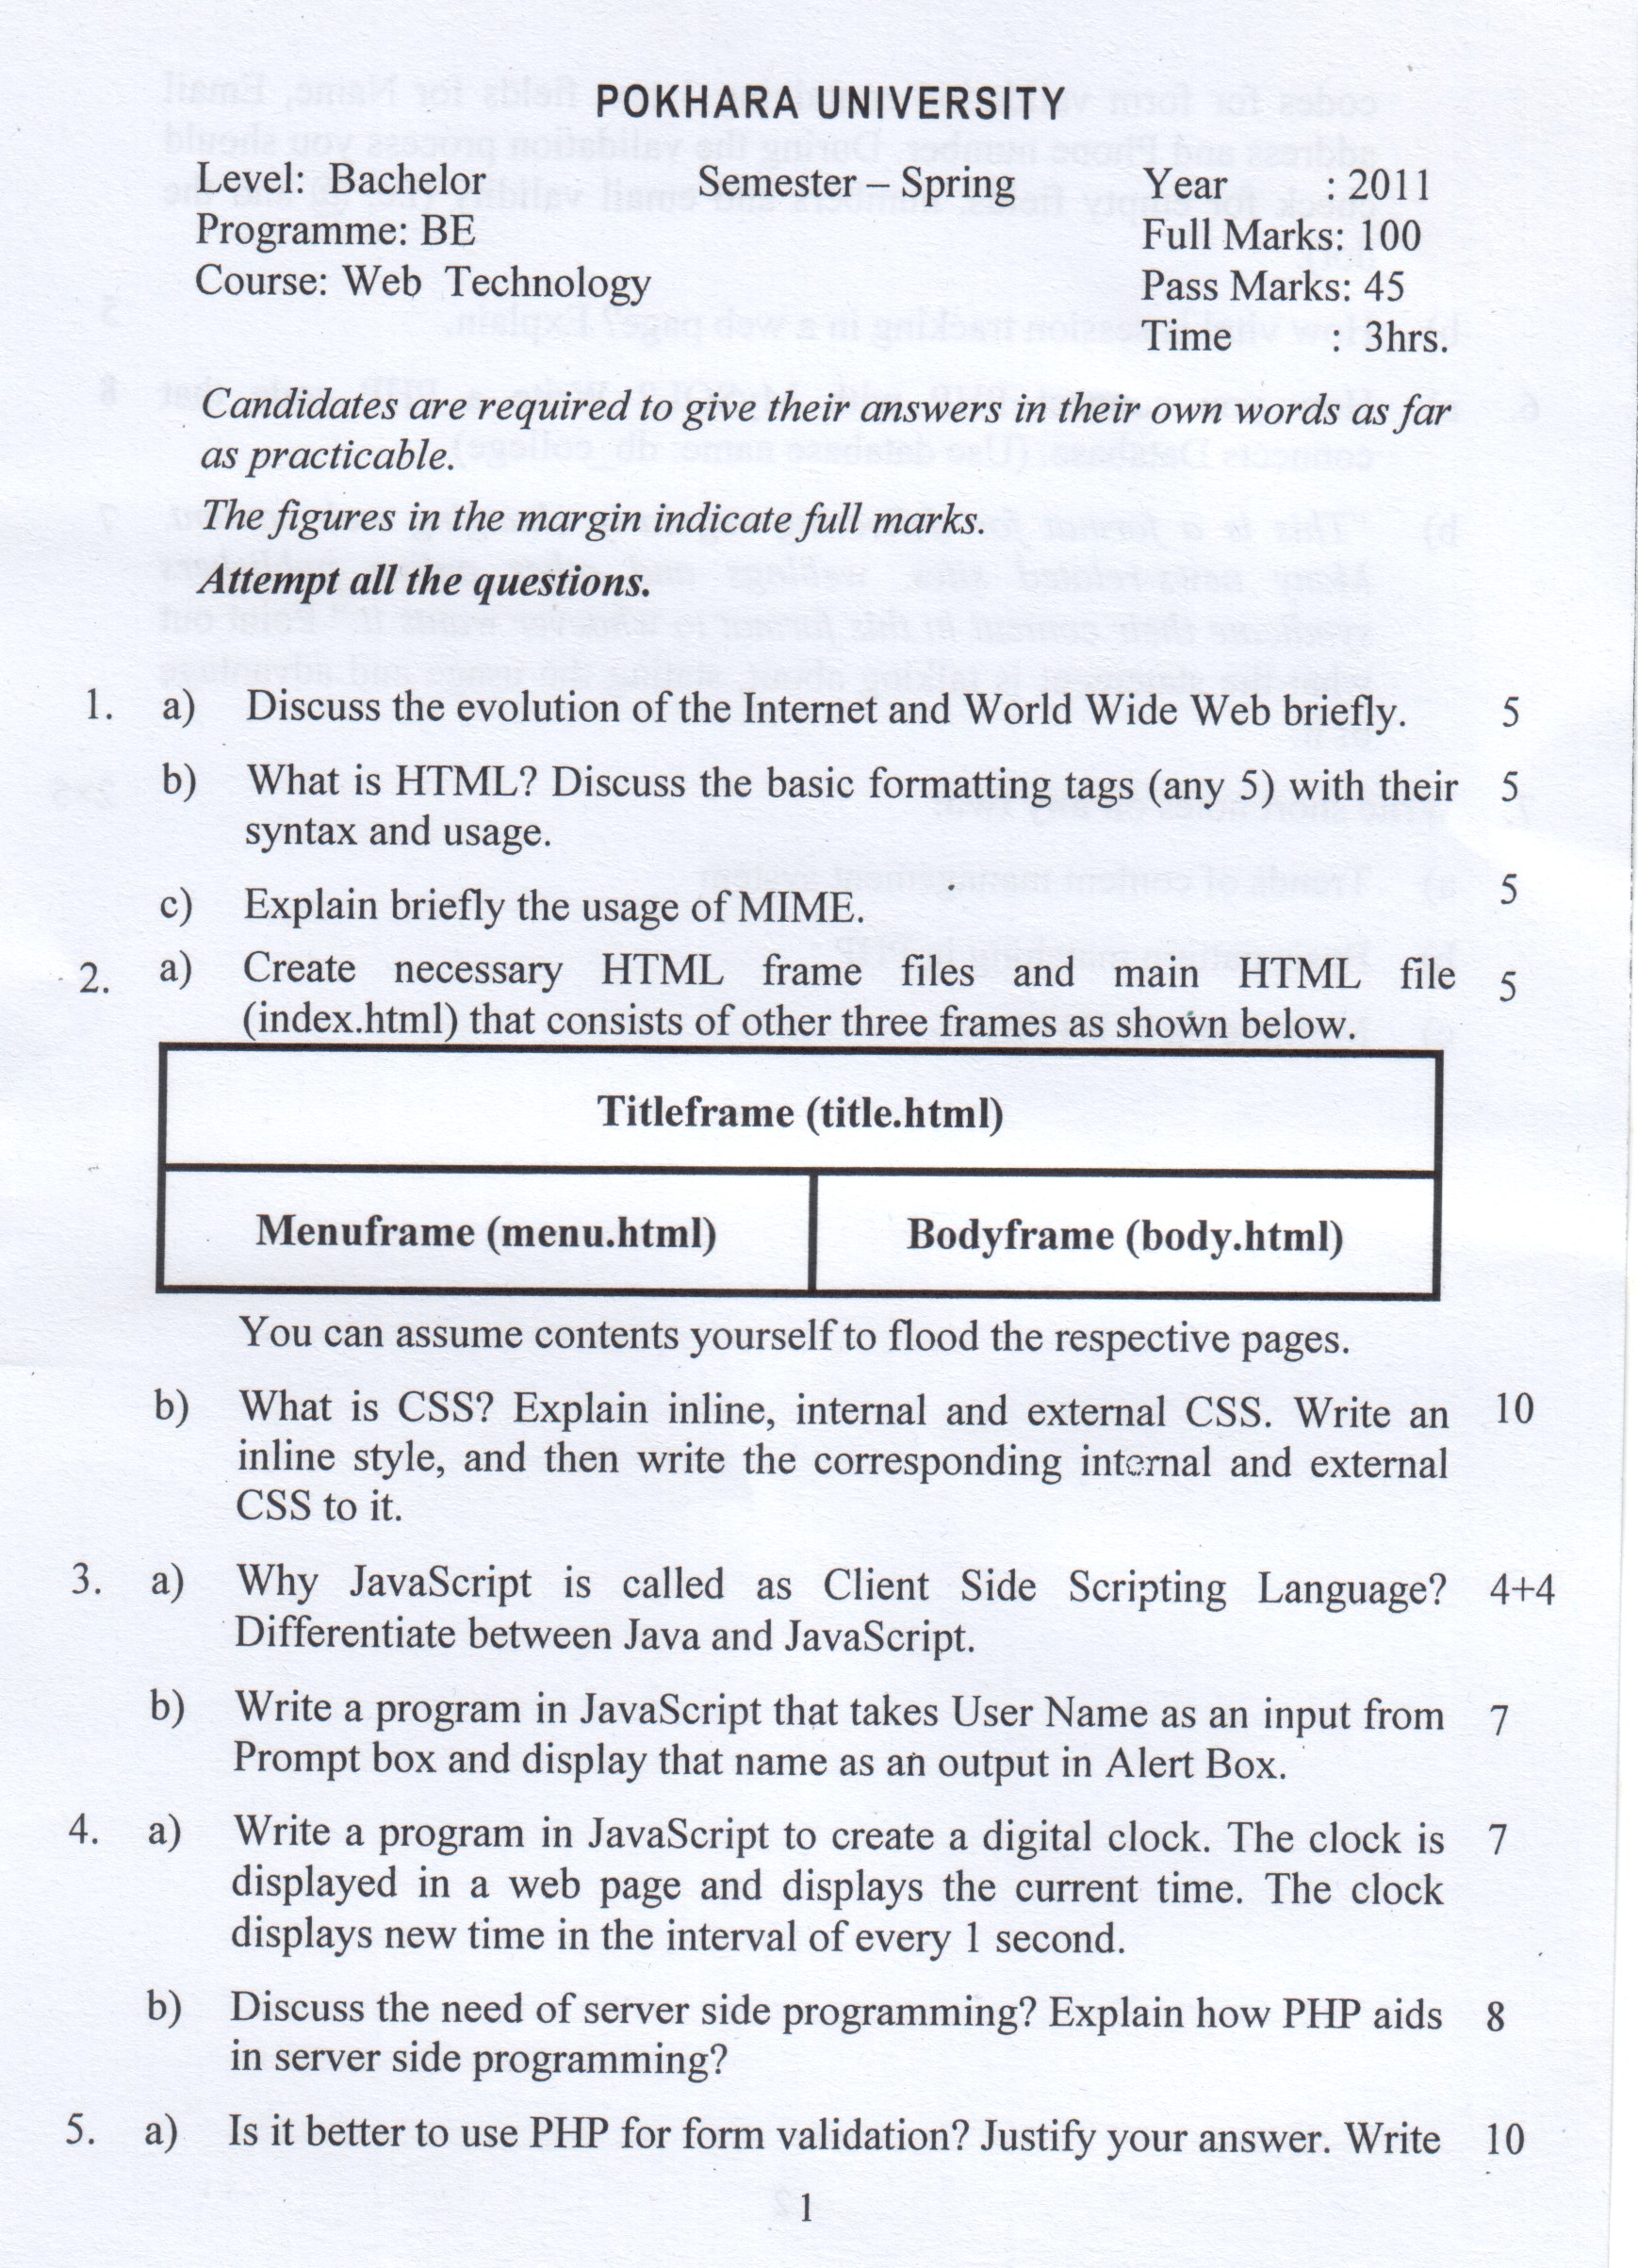 POKHARA UNIVERSITY
Level: Bachelor Semester – Spring Year : 2011
Programme: BE Full Marks: 100
Course: Web Technology Pass Marks: 45
Time : 3hrs.
Candidates are required to give their answers in their own words as far
as practicable.
The figures in the margin indicate full marks.
Attempt all the questions.
1. a) Discuss the evolution of the Internet and World Wide Web briefly. 5
b) What is HTML? Discuss the basic formatting tags (any 5) with their 5
syntax and usage.
c) Explain briefly the usage of MIME. 5
2. a) Create necessary HTML frame files and main HTML file 5
(index.html) that consists of other three frames as shown below.
Titleframe (title.html)
Menuframe (menu.html) Bodyframe (body.html)
You can assume contents yourself to flood the respective pages.
b) What is CSS? Explain inline, internal and external CSS. Write an 10
inline style, and then write the corresponding internal and external
CSS to it.
3. a) Why JavaScript is called as Client Side Scripting Language? 4+4
Differentiate between Java and JavaScript.
b) Write a program in JavaScript that takes User Name as an input from 7
Prompt box and display that name as an output in Alert Box.
4. a) Write a program in JavaScript to create a digital clock. The clock is 7
displayed in a web page and displays the current time. The clock
displays new time in the interval of every 1 second.
b) Discuss the need of server side programming? Explain how PHP aids 8
in server side programming?
5. a) Is it better to use PHP for form validation? Justify your answer. Write 10
1